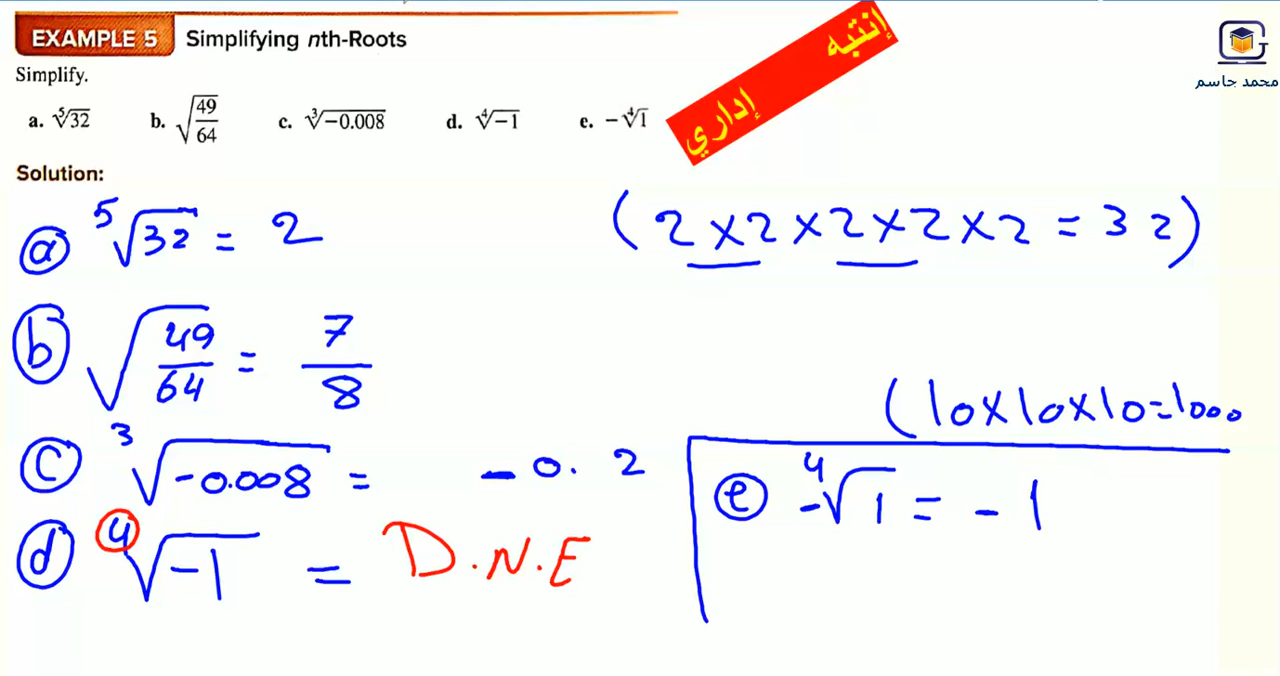 EXAMPLE 5 Simplifying nth-Roots
إنتبه
إداري
محمد جاسم
Simplify.
a. ⁵√32 b. √(49/64) c. ³√−0.008 d. ⁴√−1 e. −⁴√1
Solution:
ⓐ ⁵√32 = 2 (2×2×2×2×2 = 32)
ⓑ √(49/64) = 7/8
(10×10×10=1000
ⓒ ³√−0.008 = −0.2
ⓓ ⁴√−1 = D.N.E
ⓔ −⁴√1 = −1